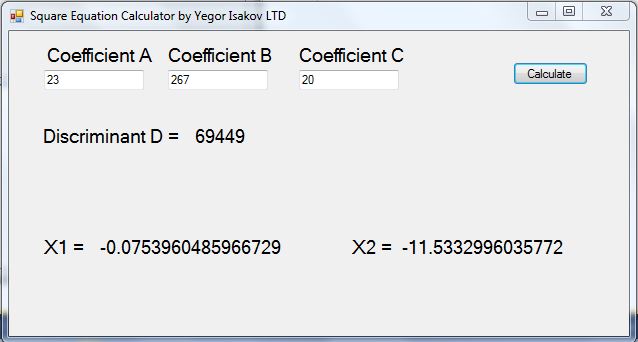 Square Equation Calculator by Yegor Isakov LTD
Coefficient A Coefficient B Coefficient C
23 267 20 Calculate
Discriminant D = 69449
X1 = -0.0753960485966729 X2 = -11.5332996035772